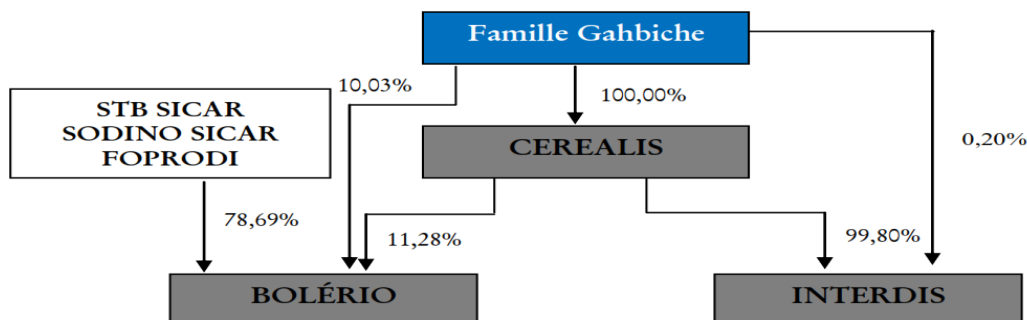 Famille Gahbiche
10,03%
100,00%
STB SICAR
SODINO SICAR
FOPRODI
CEREALIS
0,20%
78,69%
11,28%
99,80%
BOLÉRIO
INTERDIS